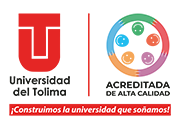 Universidad
del Tolima
ACREDITADA
DE ALTA CALIDAD
¡Construimos la universidad que soñamos!